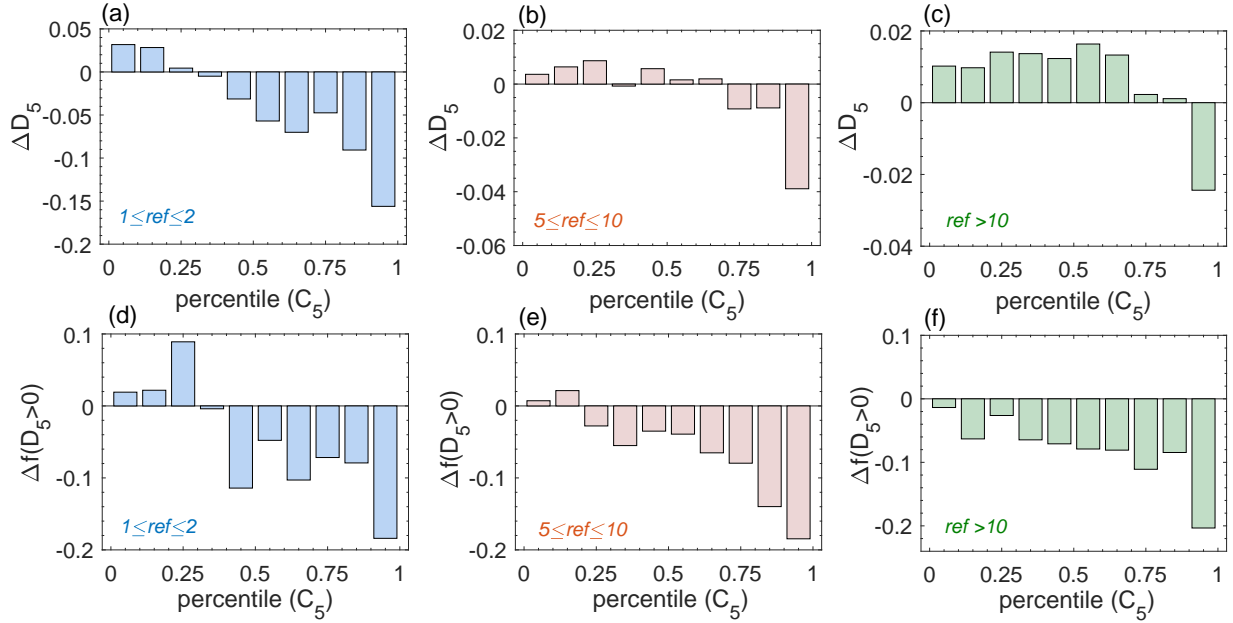 (a)
0.05
0
-0.05
-0.1
-0.15
-0.2
ΔD₅
1≤ref≤2
0 0.25 0.5 0.75 1
percentile (C₅)
(b)
0.02
0
-0.02
-0.04
-0.06
ΔD₅
5≤ref≤10
0 0.25 0.5 0.75 1
percentile (C₅)
(c)
0.02
0
-0.02
-0.04
ΔD₅
ref >10
0 0.25 0.5 0.75 1
percentile (C₅)
(d)
0.1
0
-0.1
-0.2
Δf(D₅>0)
1≤ref≤2
0 0.25 0.5 0.75 1
percentile (C₅)
(e)
0.1
0
-0.1
-0.2
Δf(D₅>0)
5≤ref≤10
0 0.25 0.5 0.75 1
percentile (C₅)
(f)
0.1
0
-0.1
-0.2
Δf(D₅>0)
ref >10
0 0.25 0.5 0.75 1
percentile (C₅)